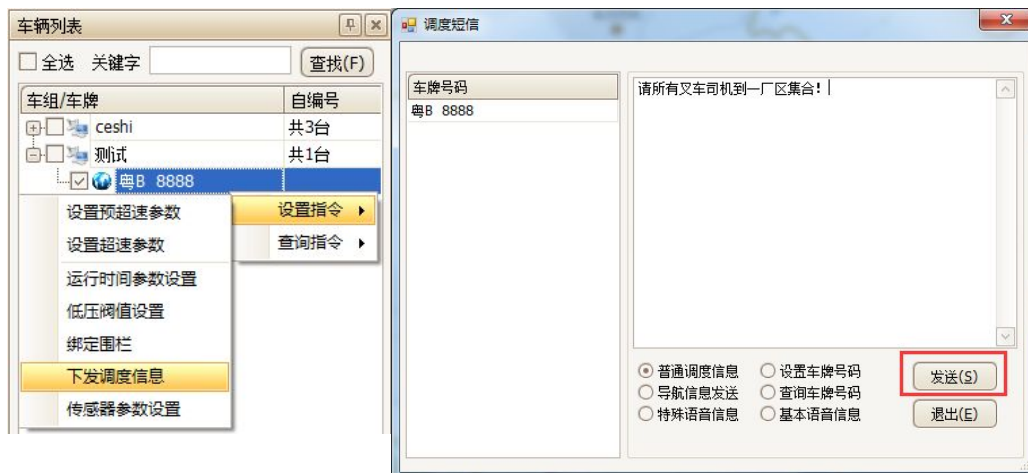 车辆列表
全选 关键字 查找(F)
车组/车牌 自编号
ceshi 共3台
测试 共1台
粤B 8888
设置指令
查询指令
设置预超速参数
设置超速参数
运行时间参数设置
低压阀值设置
绑定围栏
下发调度信息
传感器参数设置
调度短信
车牌号码
粤B 8888
请所有叉车司机到一厂区集合!
普通调度信息 设置车牌号码
导航信息发送 查询车牌号码
特殊语音信息 基本语音信息
发送(S)
退出(E)